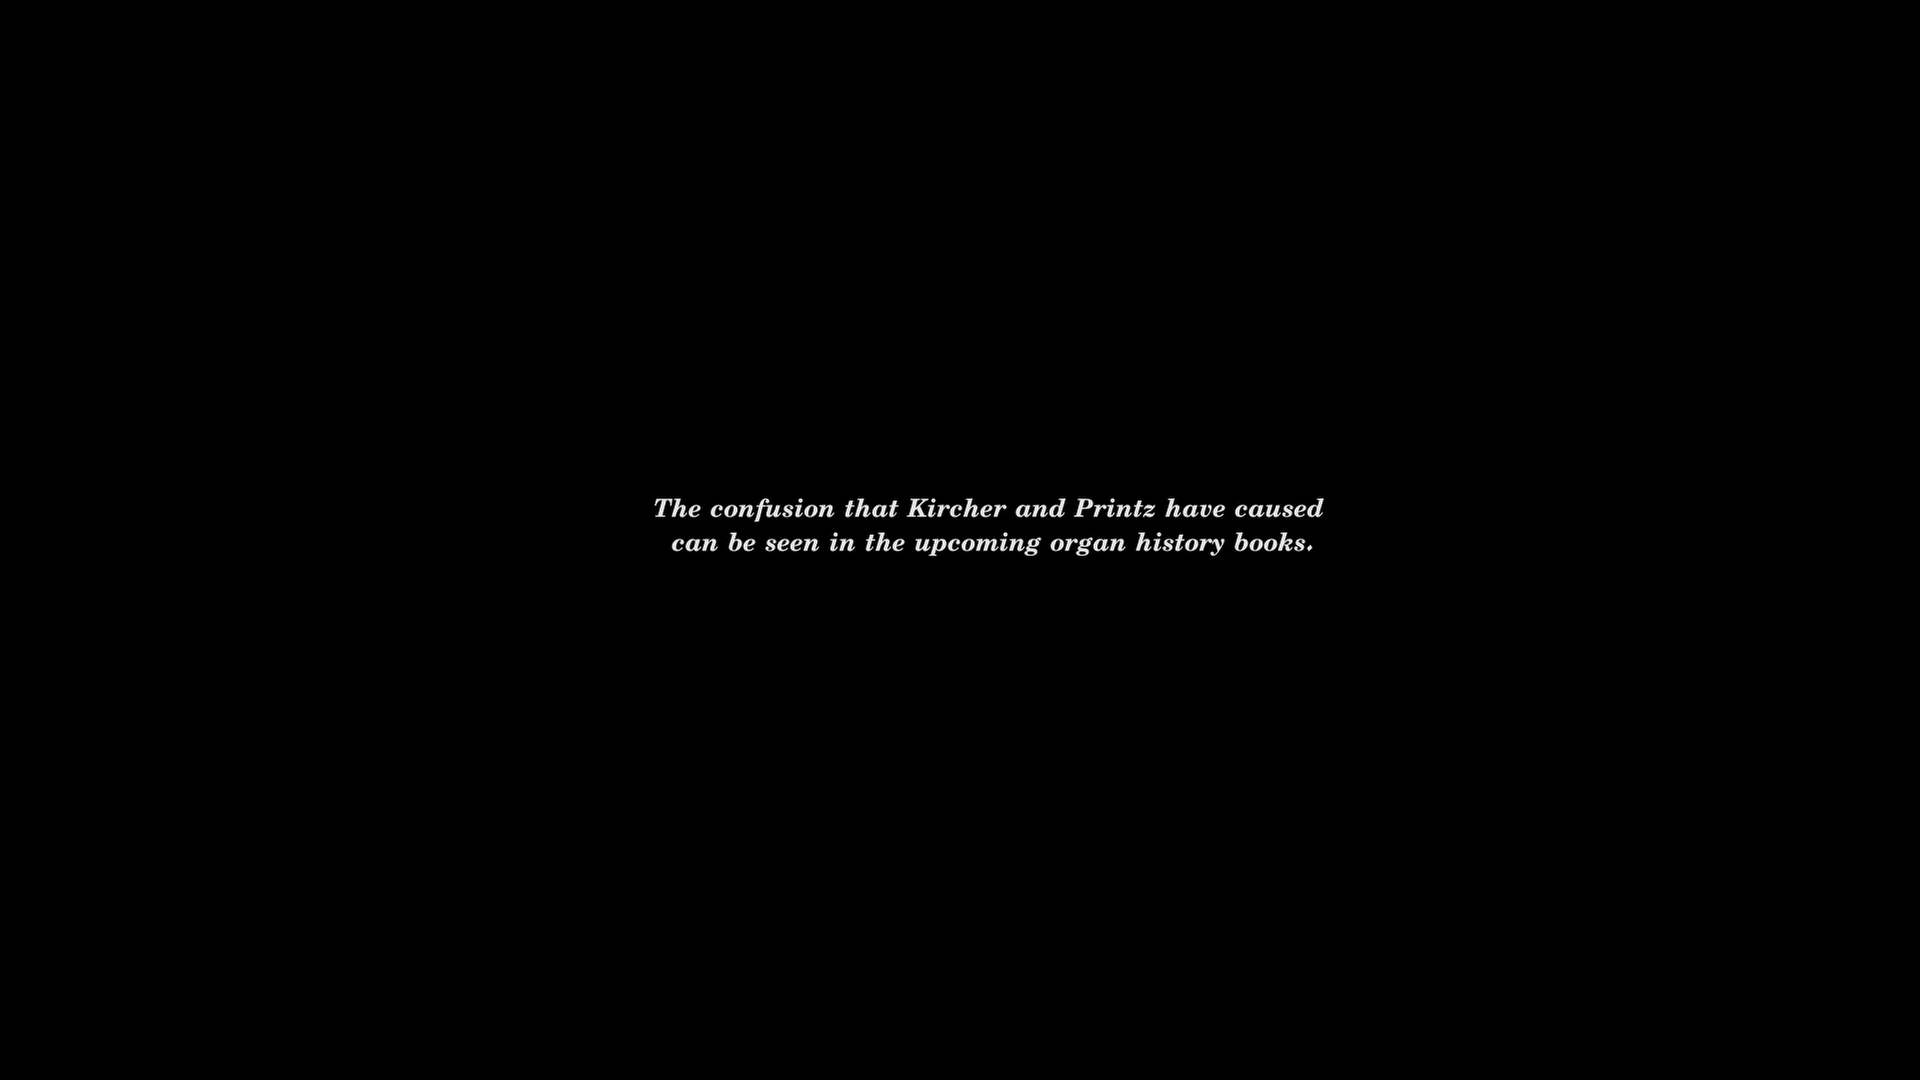 The confusion that Kircher and Printz have caused
can be seen in the upcoming organ history books.